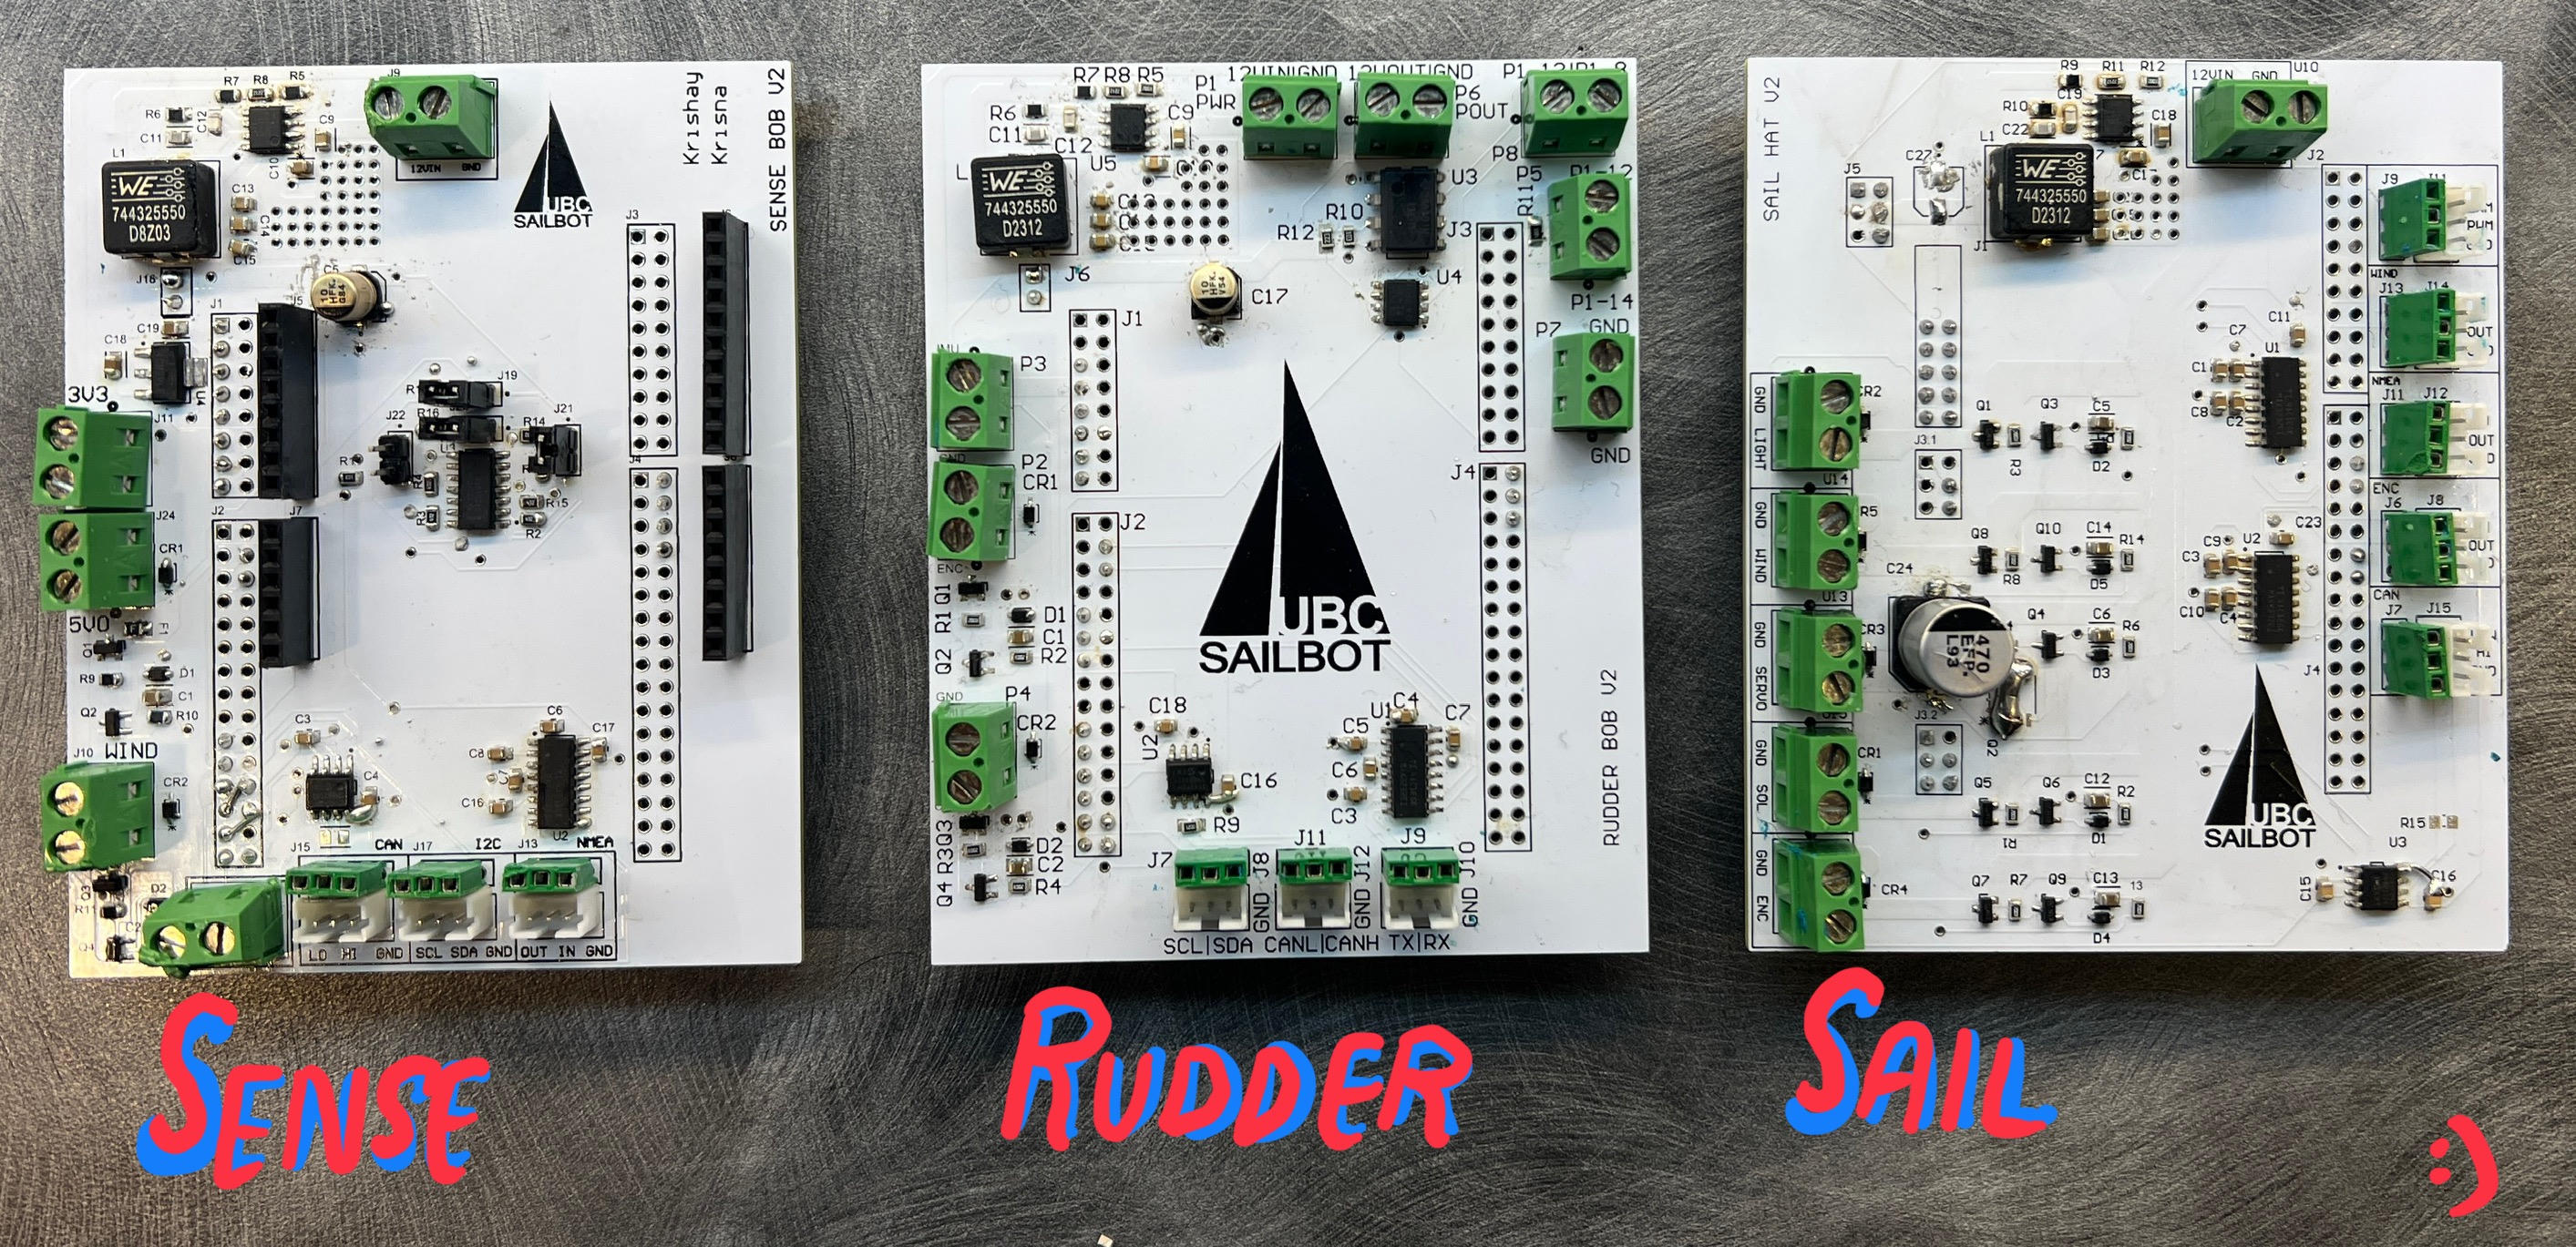 R7 R8 R5
J9
R6
C12
C11
C9
C10
L1
WE
744325550
D8Z03
C13
C14
C15
12VIN GND
UBC
SAILBOT
Krishay
Krisna
SENSE BOB V2
J18
C19
C18
U4
J1
J5
J3
3V3
J11
J19
J22
R16
R14
J21
R15
R2
R3
J24
CR1
J2
J7
J4
5V0
Q1
D1
R9
C1
Q2
R10
J10
WIND
CR2
C3
C4
C6
C17
C8
C7
C16
U2
Q3
D2
R11
Q4
J15 CAN
J17 I2C
J13 NMEA
LO HI GND
SCL SDA GND
OUT IN GND
R7 R8 R5
P1
PWR
12VIN|GND
12VOUT|GND
P6
POUT
R6
C11
C9
C12
U5
P8
WE
744325550
D2312
U3
P5
P1-12
R11
R10
R12
J3
J6
U4
10
HFK
V54
C17
P1-14
GND
P7
GND
J1
P3
P2
CR1
J4
J2
ENC
Q1
R1
D1
C1
R2
Q2
UBC
SAILBOT
RUDDER BOB V2
GND
P4
CR2
C18
U2
C16
R9
C4
U1
C5
C7
C6
C3
Q3
R3
D2
C2
R4
Q4
J7
J8
J11
J12
J9
J10
GND
GND
GND
SCL|SDA CANL|CANH TX|RX
SAIL HAT V2
R9 R11 R12
C19
R10
C22
C18
L1
12VIN GND
U10
J2
J5
C27
WE
744325550
D2312
J1
J9
PWM
WIND
J13
J14
OUT
NMEA
J11
J12
OUT
ENC
J6
J8
OUT
CAN
J7
J15
HI
C11
C7
U1
C1
C8
C2
GND LIGHT
CR2
U14
GND WIND
R5
U13
GND SERVO
CR3
GND SOL
CR1
GND ENC
CR4
J3.1
Q1
R3
Q3
C5
D2
Q8
R8
Q10
C14
D5
R14
C24
470
EFP
L93
Q4
C6
D3
R6
J3.2
Q2
Q5
R1
Q6
C12
D1
R2
Q7
R7
Q9
C13
D4
13
C23
C9
U2
C3
C10
C4
J4
UBC
SAILBOT
R15
U3
C15
C16
SENSE
RUDDER
SAIL
:)